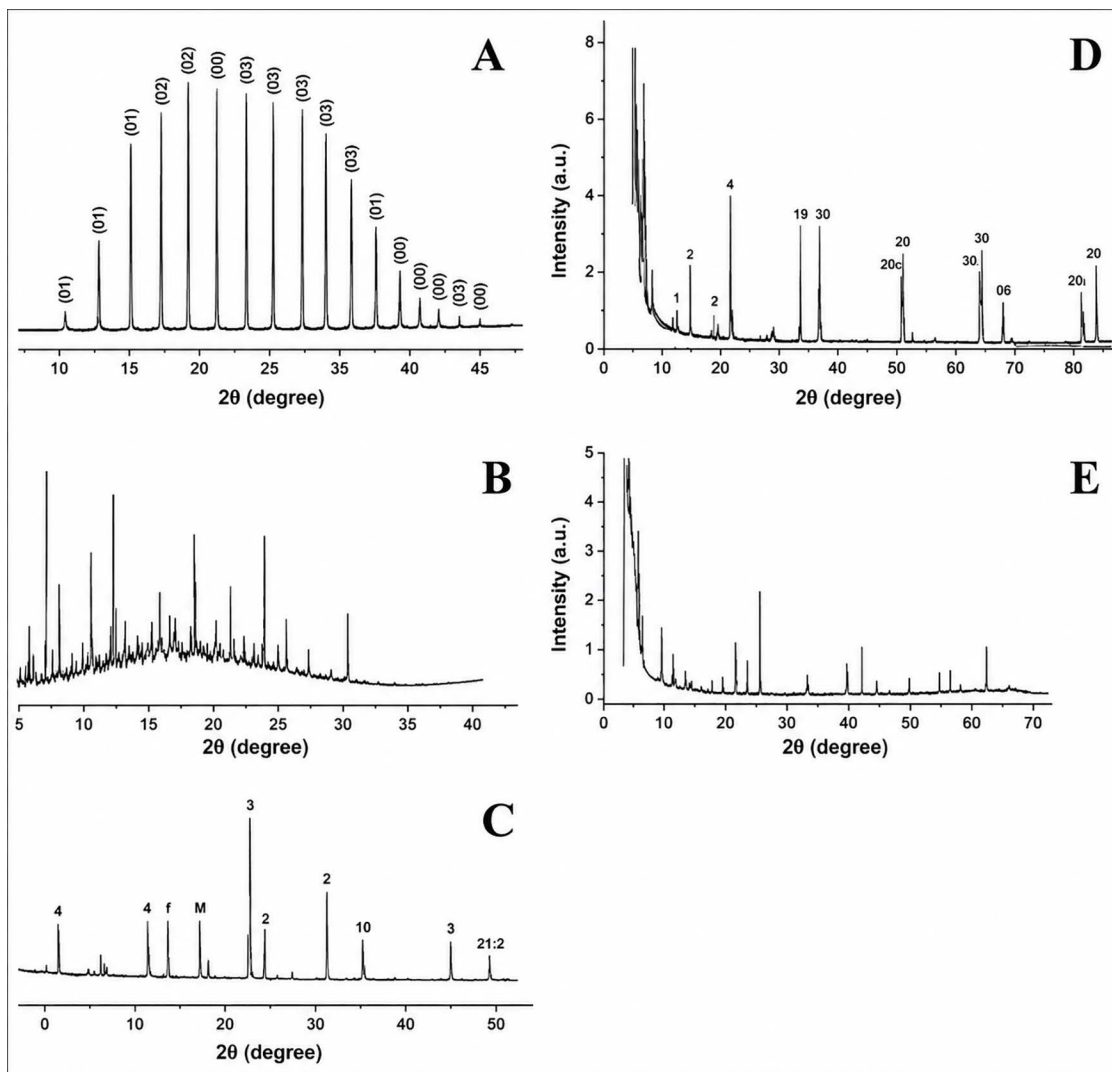 A
(01) (01) (01) (02) (02) (00) (03) (03) (03) (03) (03) (01) (00) (00) (00) (03) (00)
10 15 20 25 30 35 40 45
2θ (degree)
B
5 10 15 20 25 30 35 40
2θ (degree)
C
4 4 f M 3 2 2 10 3 21:2
0 10 20 30 40 50
2θ (degree)
D
Intensity (a.u.)
8
6
4
2
0
1 2 2 4 19 30 20c 20 30. 30 06 20i 20
0 10 20 30 40 50 60 70 80
2θ (degree)
E
Intensity (a.u.)
5
4
3
2
1
0
0 10 20 30 40 50 60 70
2θ (degree)